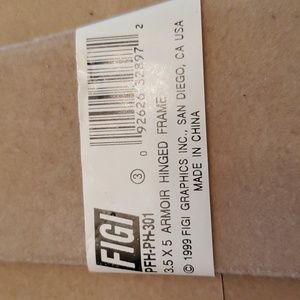 3 0 92626 32897 2
FIGI
PFH-PH-301
3.5 X 5 ARMOIR HINGED FRAME
© 1999 FIGI GRAPHICS INC., SAN DIEGO, CA USA
MADE IN CHINA